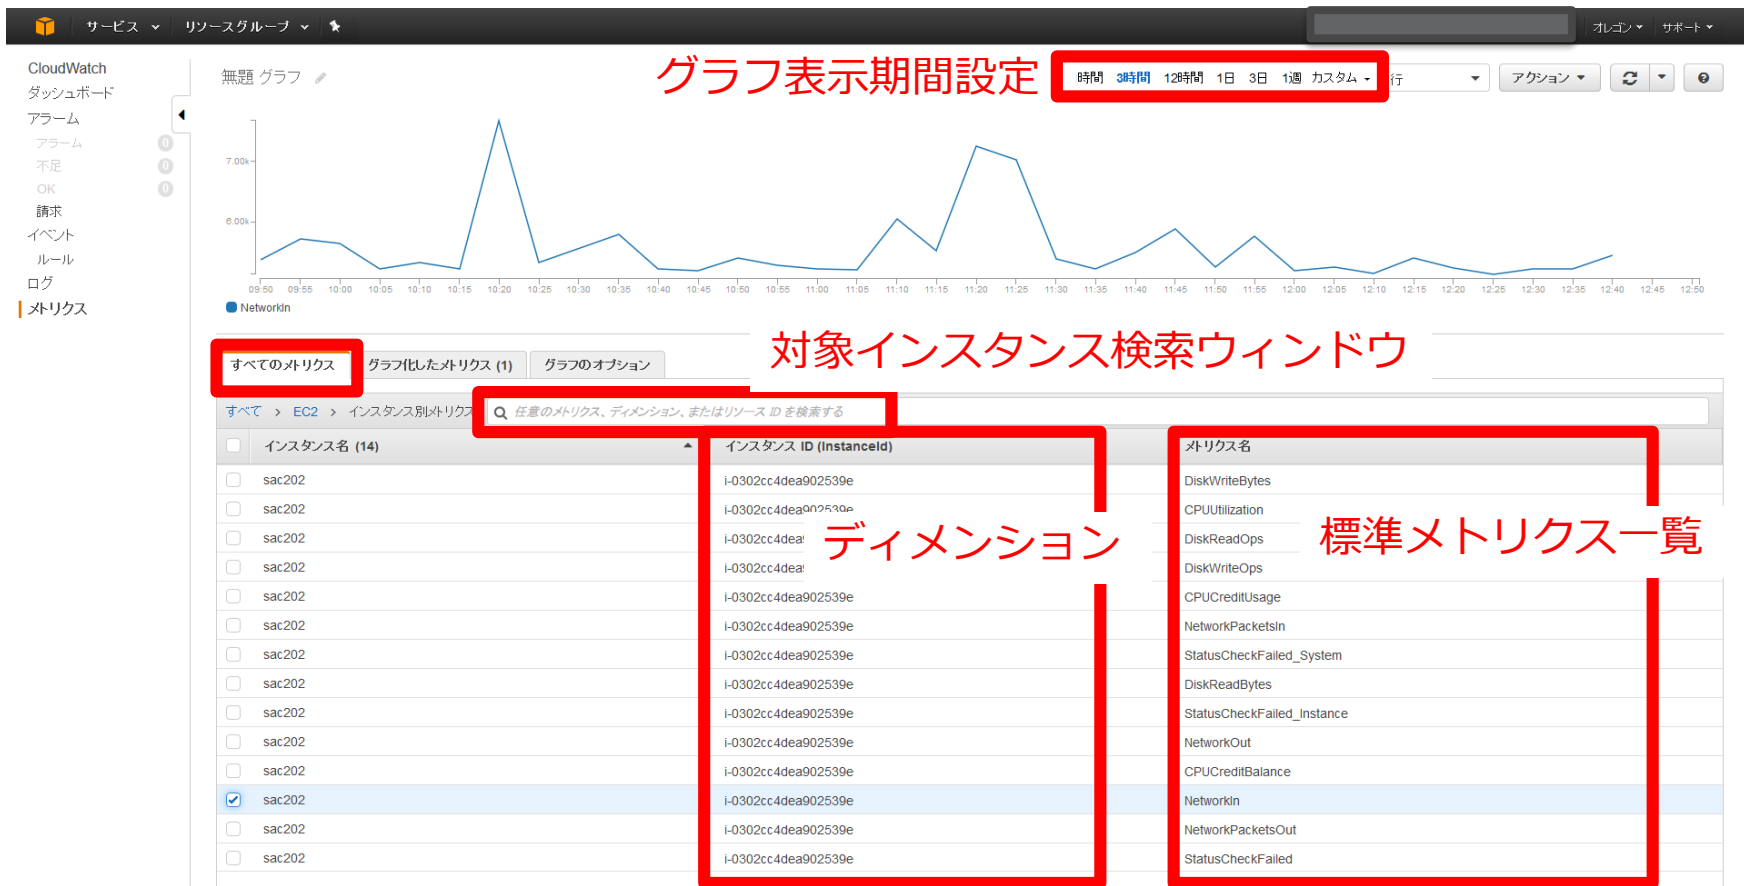 サービス リソースグループ オレゴン サポート
CloudWatch
ダッシュボード
アラーム
アラーム 0
不足 0
OK 0
請求
イベント
ルール
ログ
メトリクス
無題 グラフ
グラフ表示期間設定
時間 3時間 12時間 1日 3日 1週 カスタム 行 アクション
7.00k
6.00k
09:50 09:55 10:00 10:05 10:10 10:15 10:20 10:25 10:30 10:35 10:40 10:45 10:50 10:55 11:00 11:05 11:10 11:15 11:20 11:25 11:30 11:35 11:40 11:45 11:50 11:55 12:00 12:05 12:10 12:15 12:20 12:25 12:30 12:35 12:40 12:45 12:50
NetworkIn
対象インスタンス検索ウィンドウ
すべてのメトリクス グラフ化したメトリクス (1) グラフのオプション
すべて > EC2 > インスタンス別メトリクス 任意のメトリクス、ディメンション、またはリソース ID を検索する
インスタンス名 (14) インスタンス ID (InstanceId) メトリクス名
sac202 i-0302cc4dea902539e DiskWriteBytes
sac202 i-0302cc4dea902539e CPUUtilization
sac202 i-0302cc4dea DiskReadOps
ディメンション 標準メトリクス一覧
sac202 i-0302cc4dea DiskWriteOps
sac202 i-0302cc4dea902539e CPUCreditUsage
sac202 i-0302cc4dea902539e NetworkPacketsIn
sac202 i-0302cc4dea902539e StatusCheckFailed_System
sac202 i-0302cc4dea902539e DiskReadBytes
sac202 i-0302cc4dea902539e StatusCheckFailed_Instance
sac202 i-0302cc4dea902539e NetworkOut
sac202 i-0302cc4dea902539e CPUCreditBalance
sac202 i-0302cc4dea902539e NetworkIn
sac202 i-0302cc4dea902539e NetworkPacketsOut
sac202 i-0302cc4dea902539e StatusCheckFailed